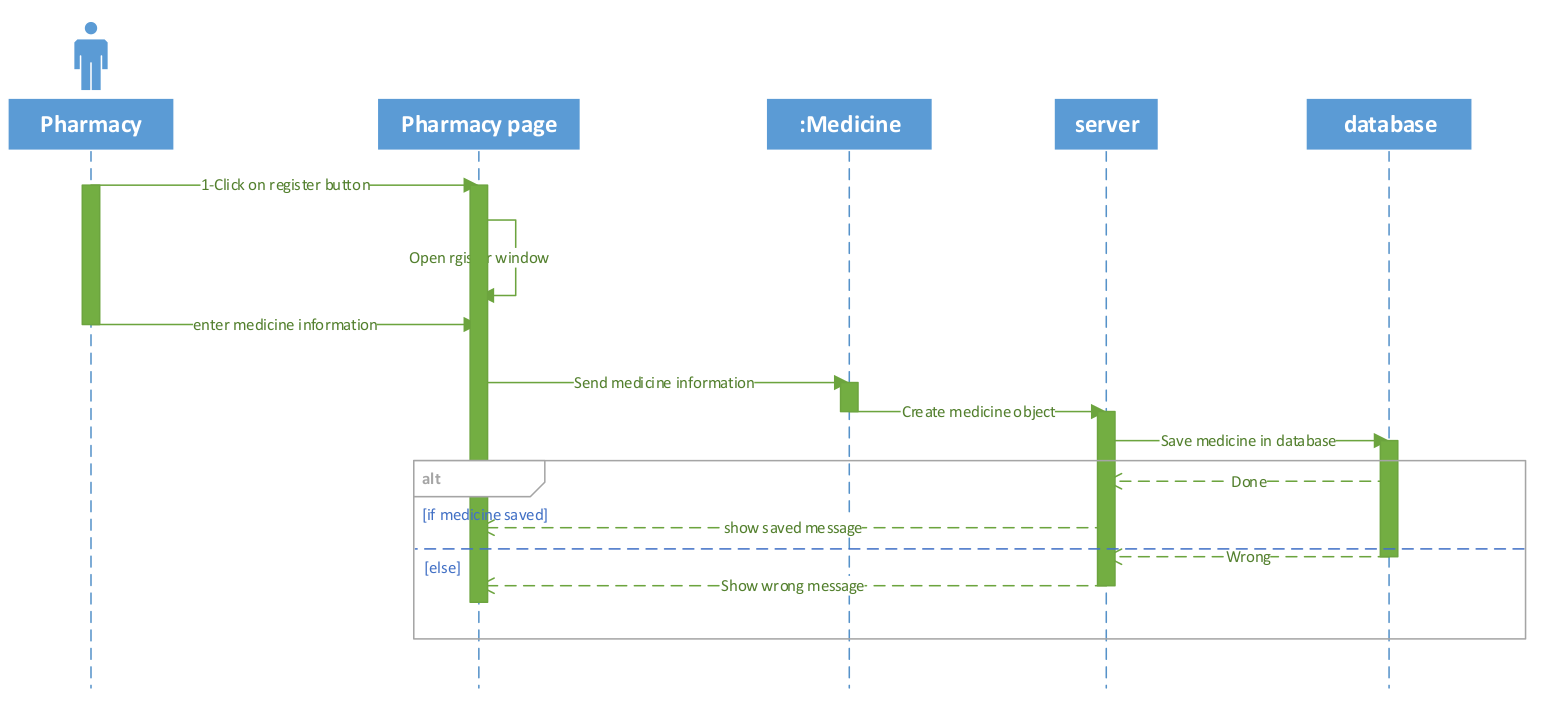 Pharmacy
Pharmacy page
:Medicine
server
database
1-Click on register button
Open rgister window
enter medicine information
Send medicine information
Create medicine object
Save medicine in database
alt
Done
[if medicine saved]
show saved message
Wrong
[else]
Show wrong message